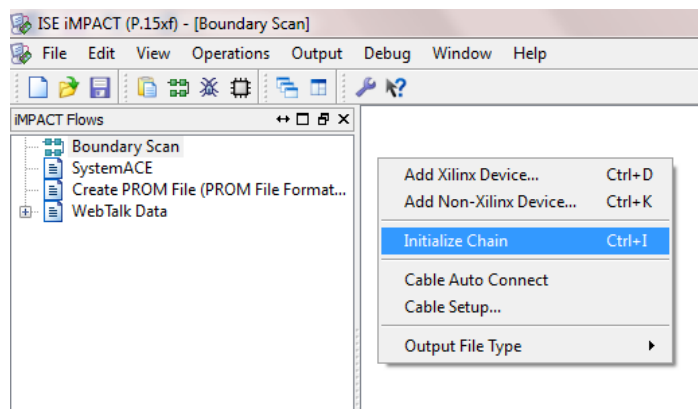 ISE iMPACT (P.15xf) - [Boundary Scan]
File Edit View Operations Output Debug Window Help
iMPACT Flows
Boundary Scan
SystemACE
Create PROM File (PROM File Format...
WebTalk Data
Add Xilinx Device... Ctrl+D
Add Non-Xilinx Device... Ctrl+K
Initialize Chain Ctrl+I
Cable Auto Connect
Cable Setup...
Output File Type